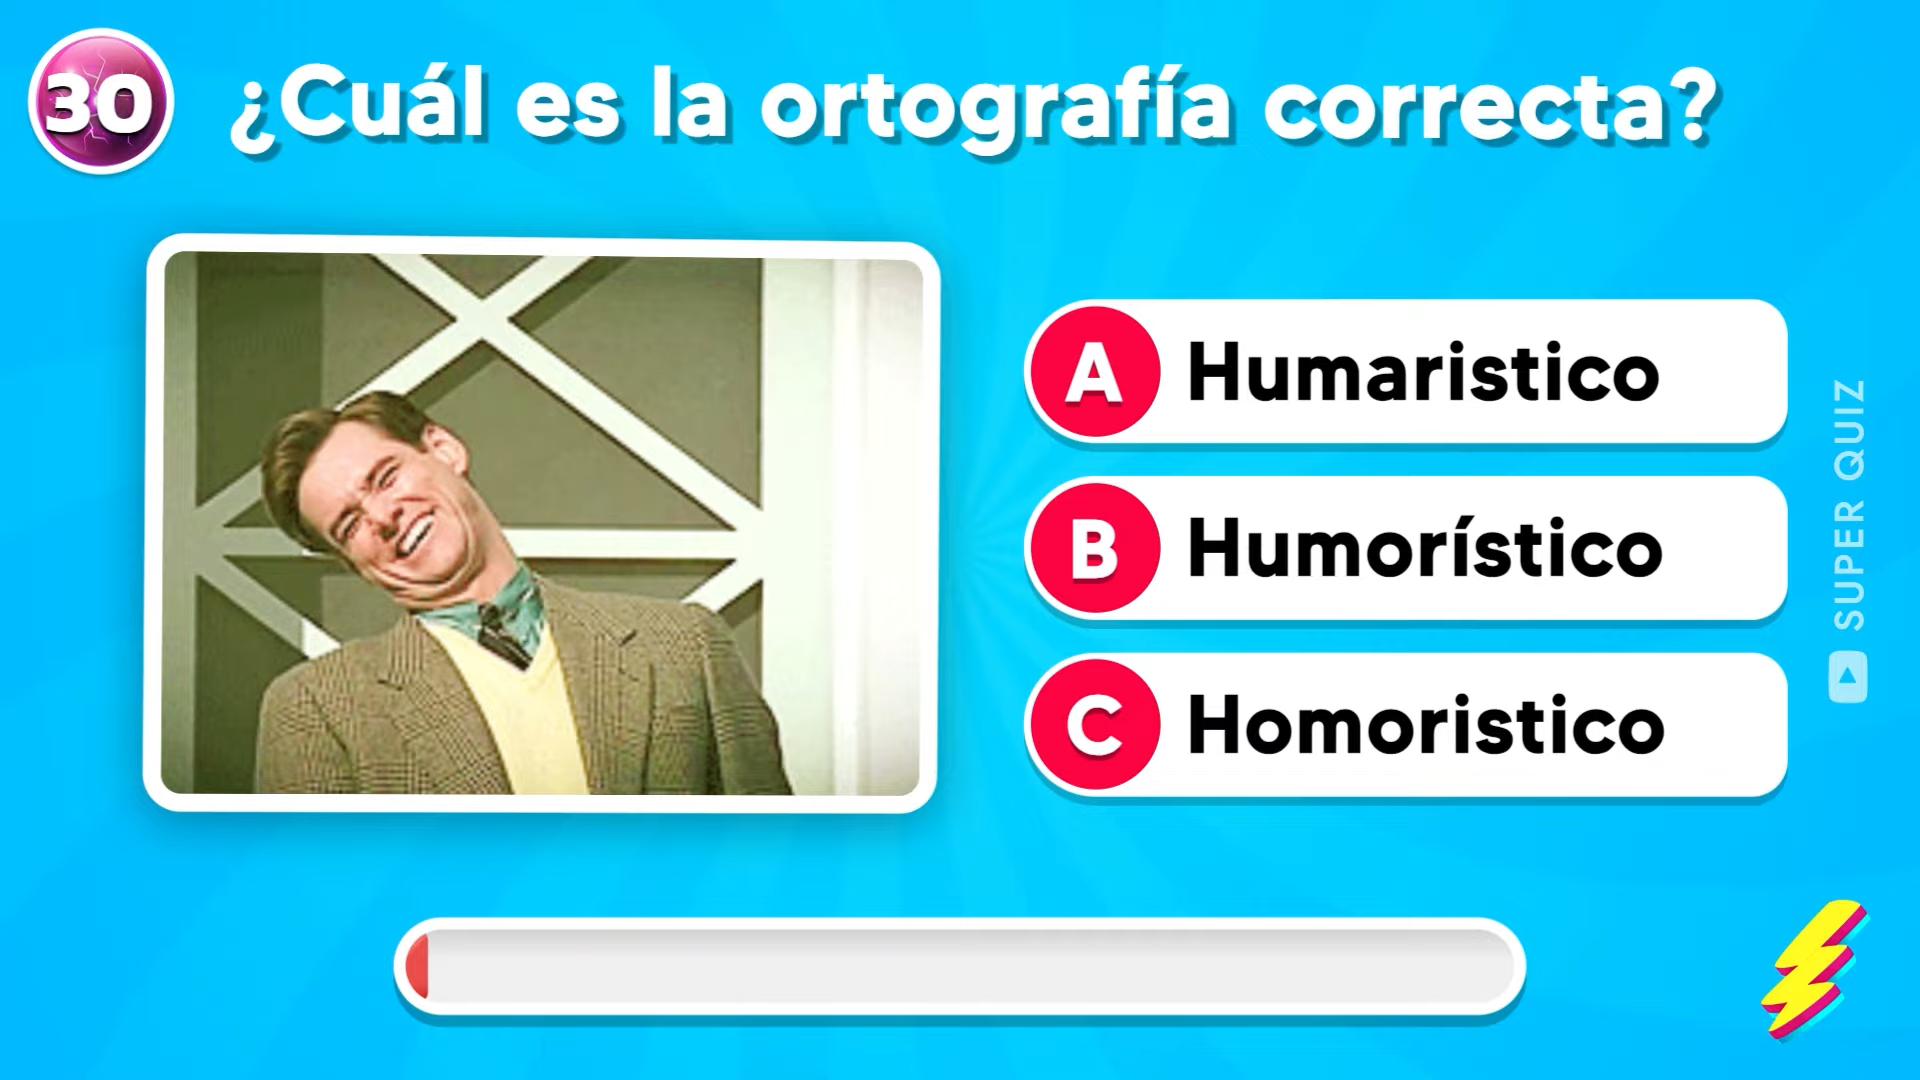 30
¿Cuál es la ortografía correcta?
A Humaristico
B Humorístico
C Homoristico
SUPER QUIZ